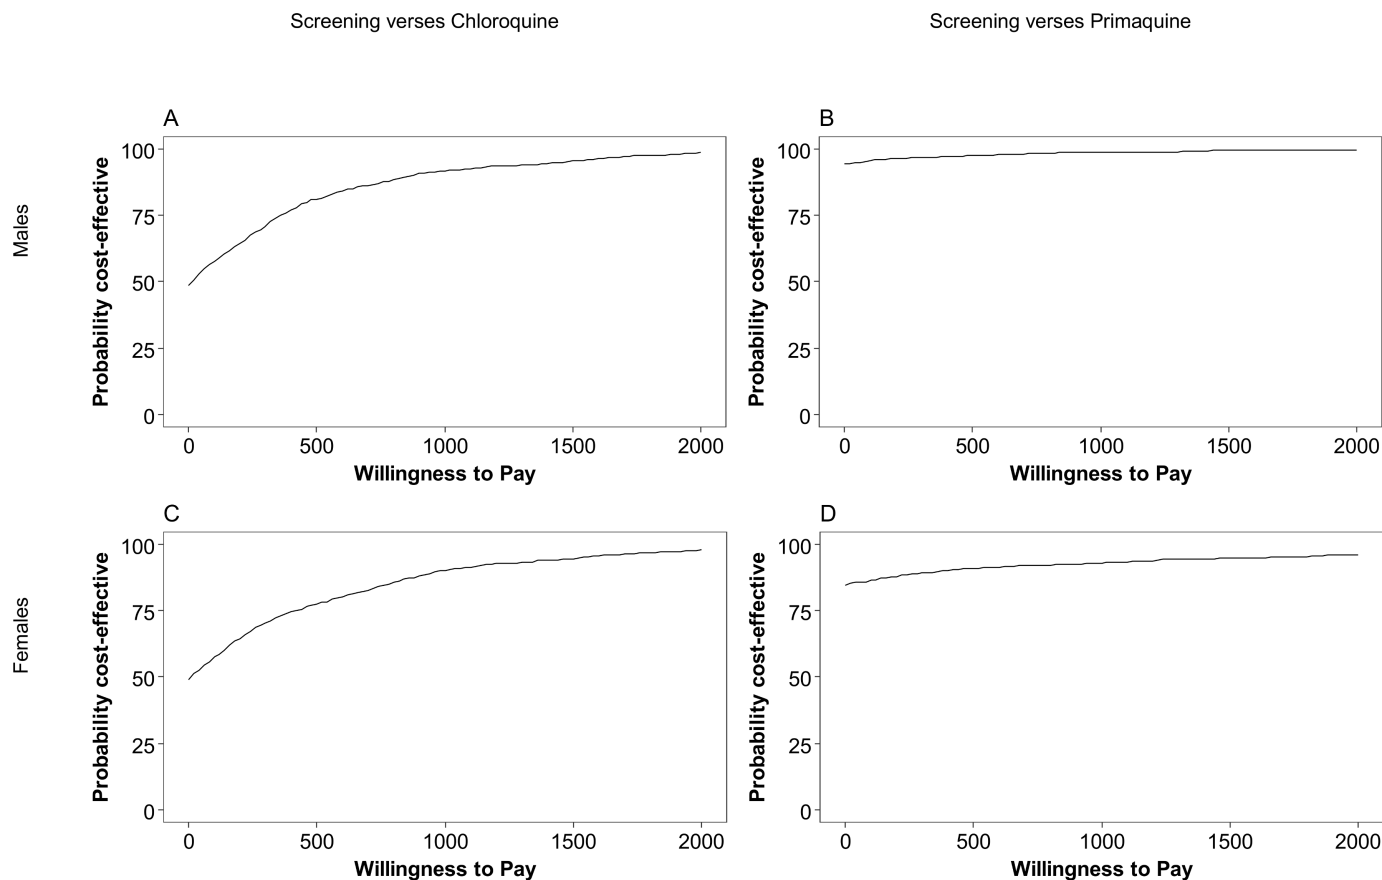 Screening verses Chloroquine
Screening verses Primaquine
Males
A
Probability cost-effective
100
75
50
25
0
0 500 1000 1500 2000
Willingness to Pay
B
Probability cost-effective
100
75
50
25
0
0 500 1000 1500 2000
Willingness to Pay
Females
C
Probability cost-effective
100
75
50
25
0
0 500 1000 1500 2000
Willingness to Pay
D
Probability cost-effective
100
75
50
25
0
0 500 1000 1500 2000
Willingness to Pay